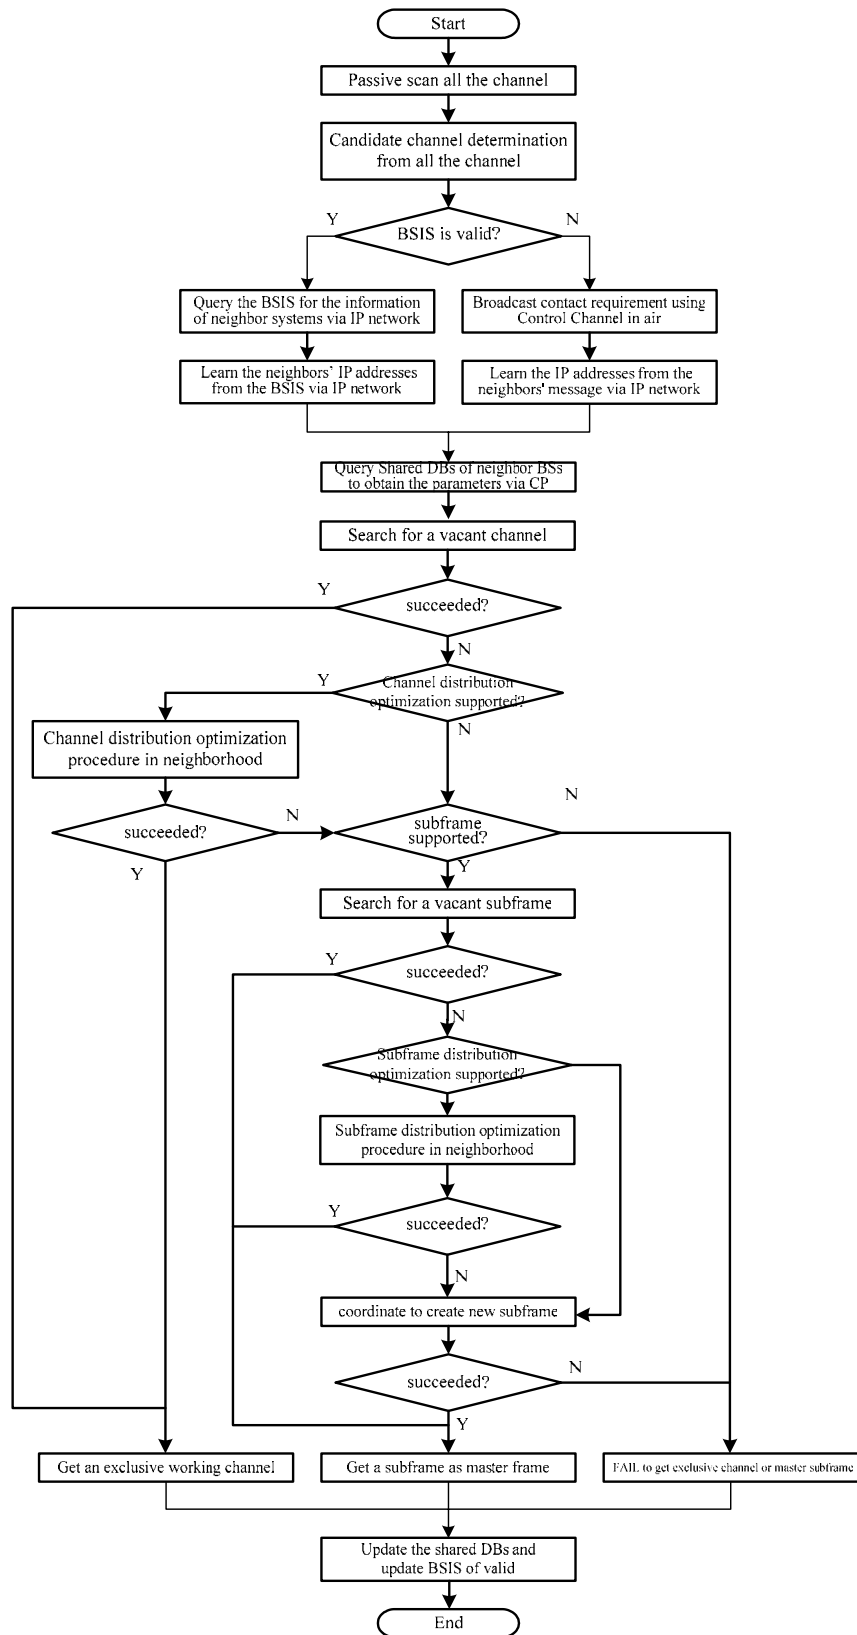 Start
Passive scan all the channel
Candidate channel determination
from all the channel
Y
N
BSIS is valid?
Query the BSIS for the information
of neighbor systems via IP network
Broadcast contact requirement using
Control Channel in air
Learn the neighbors' IP addresses
from the BSIS via IP network
Learn the IP addresses from the
neighbors' message via IP network
Query Shared DBs of neighbor BSs
to obtain the parameters via CP
Search for a vacant channel
Y
succeeded?
N
Y
Channel distribution
optimization supported?
N
Channel distribution optimization
procedure in neighborhood
N
N
succeeded?
subframe
supported?
Y
Y
Search for a vacant subframe
Y
succeeded?
N
Subframe distribution
optimization supported?
Subframe distribution optimization
procedure in neighborhood
Y
succeeded?
N
coordinate to create new subframe
N
succeeded?
Y
Get an exclusive working channel
Get a subframe as master frame
FAIL to get exclusive channel or master subframe
Update the shared DBs and
update BSIS of valid
End